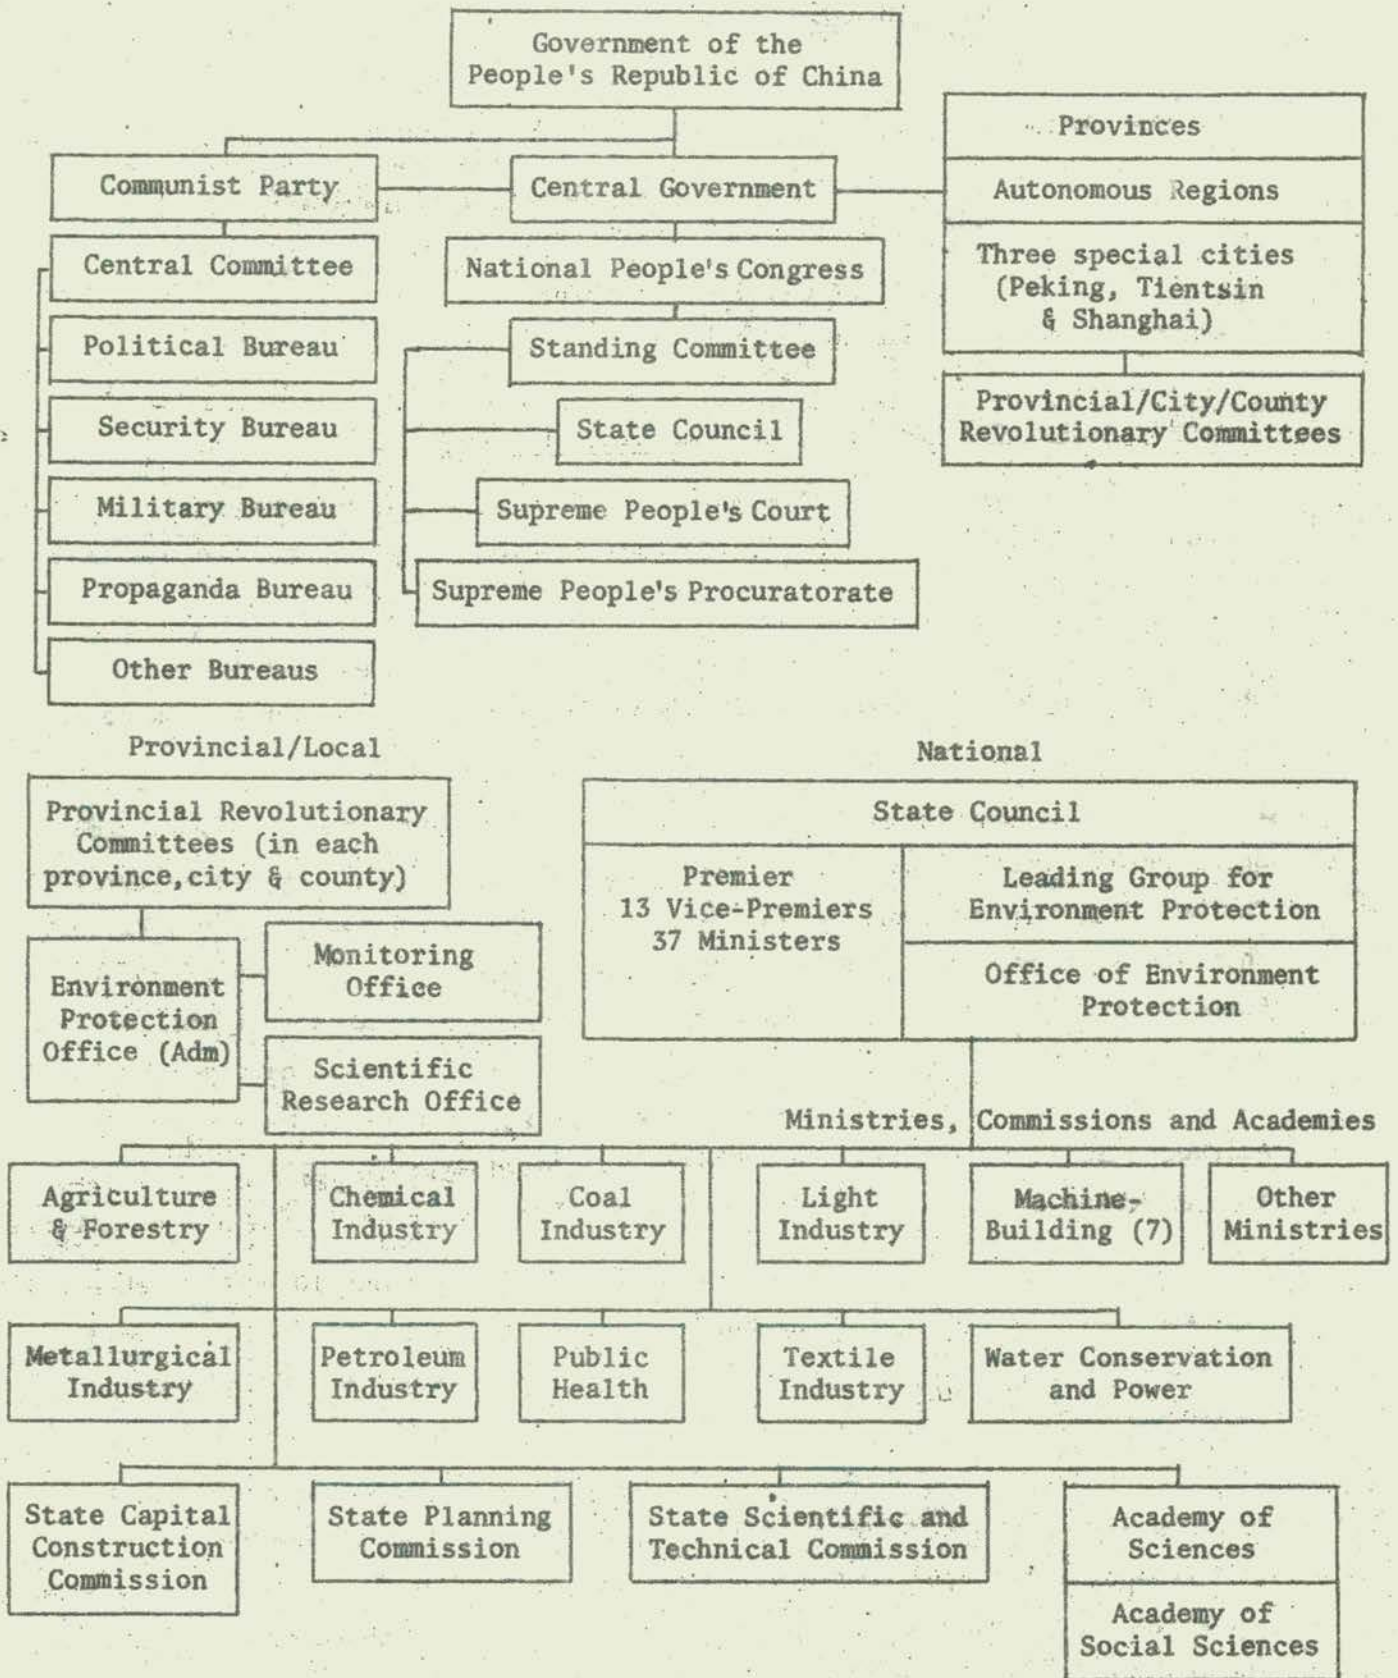 Government of the
People's Republic of China
Communist Party
Central Government
Provinces
Autonomous Regions
Three special cities
(Peking, Tientsin
& Shanghai)
Provincial/City/County
Revolutionary Committees
Central Committee
Political Bureau
Security Bureau
Military Bureau
Propaganda Bureau
Other Bureaus
National People's Congress
Standing Committee
State Council
Supreme People's Court
Supreme People's Procuratorate
Provincial/Local
Provincial Revolutionary
Committees (in each
province, city & county)
Environment
Protection
Office (Adm)
Monitoring
Office
Scientific
Research Office
National
State Council
Premier
13 Vice-Premiers
37 Ministers
Leading Group for
Environment Protection
Office of Environment
Protection
Ministries, Commissions and Academies
Agriculture
& Forestry
Chemical
Industry
Coal
Industry
Light
Industry
Machine-
Building (7)
Other
Ministries
Metallurgical
Industry
Petroleum
Industry
Public
Health
Textile
Industry
Water Conservation
and Power
State Capital
Construction
Commission
State Planning
Commission
State Scientific and
Technical Commission
Academy of
Sciences
Academy of
Social Sciences